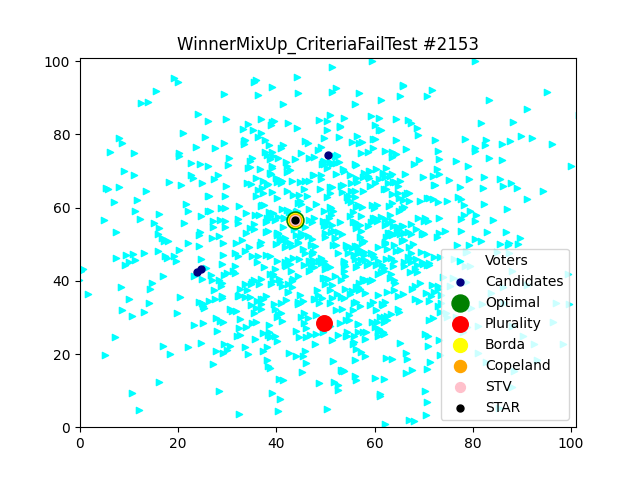 WinnerMixUp_CriteriaFailTest #2153
100
80
60
40
20
0
0
20
40
60
80
100
Voters
Candidates
Optimal
Plurality
Borda
Copeland
STV
STAR